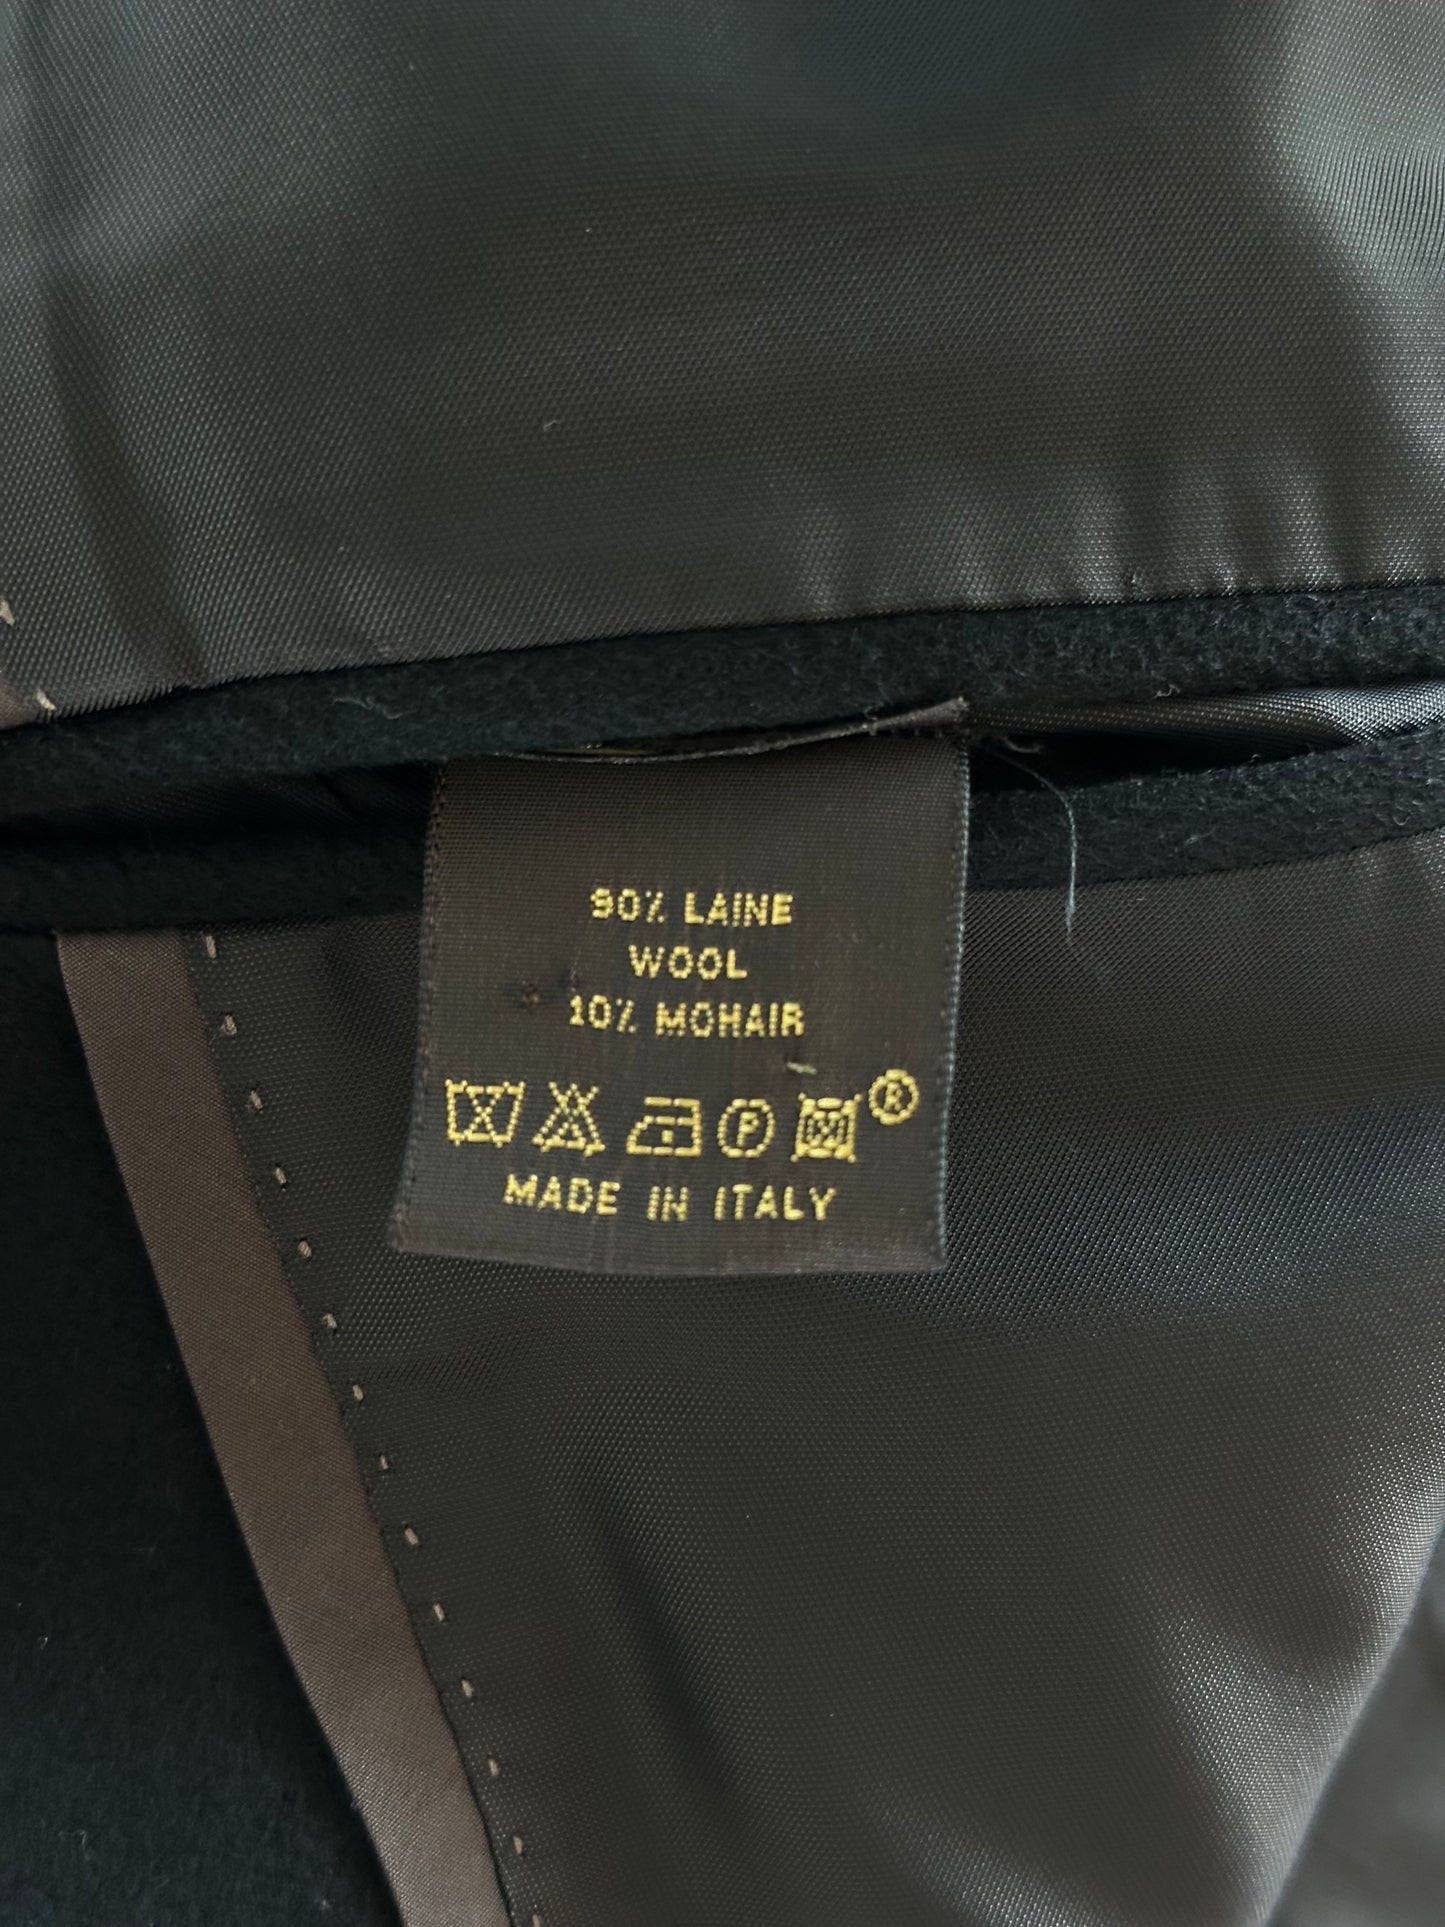 90% LAINE
WOOL
10% MOHAIR
P ®
MADE IN ITALY